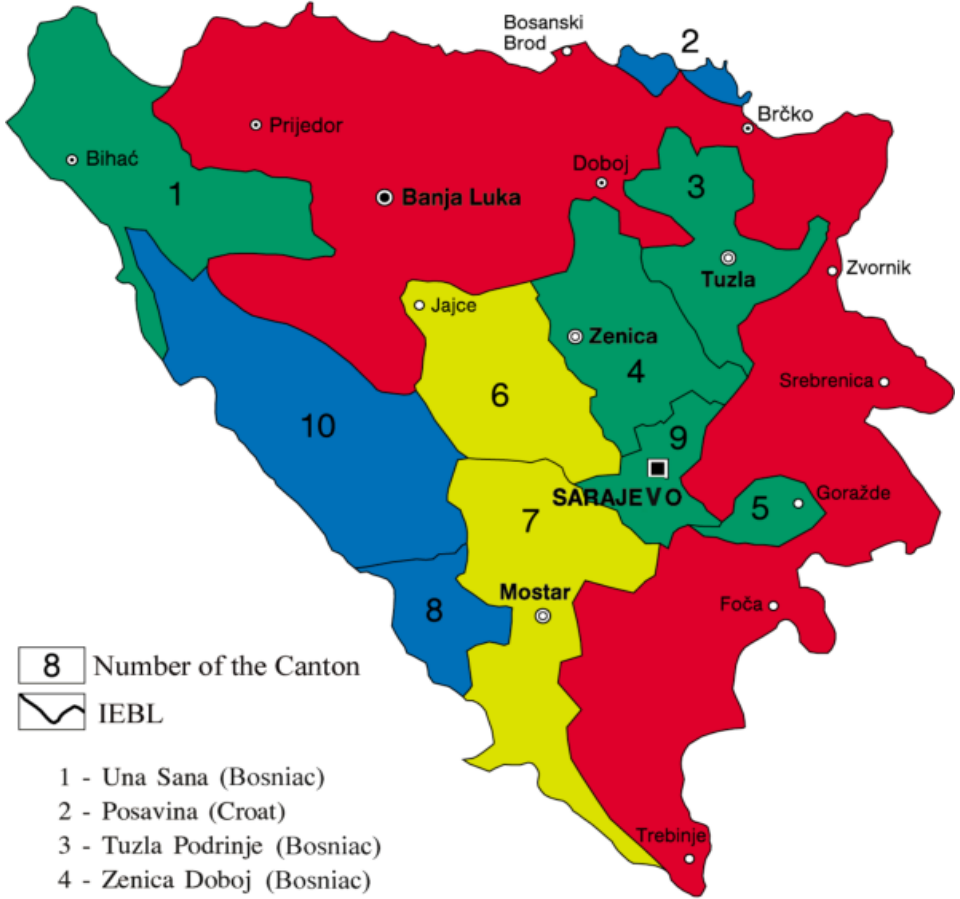 Bosanski
Brod
2
Brčko
Prijedor
Bihać
Doboj
1
3
Banja Luka
Tuzla
Zvornik
Jajce
Zenica
4
Srebrenica
6
10
9
SARAJEVO
5
Goražde
7
Mostar
8
Foča
8 Number of the Canton
IEBL
1 - Una Sana (Bosniac)
2 - Posavina (Croat)
3 - Tuzla Podrinje (Bosniac)
4 - Zenica Doboj (Bosniac)
Trebinje